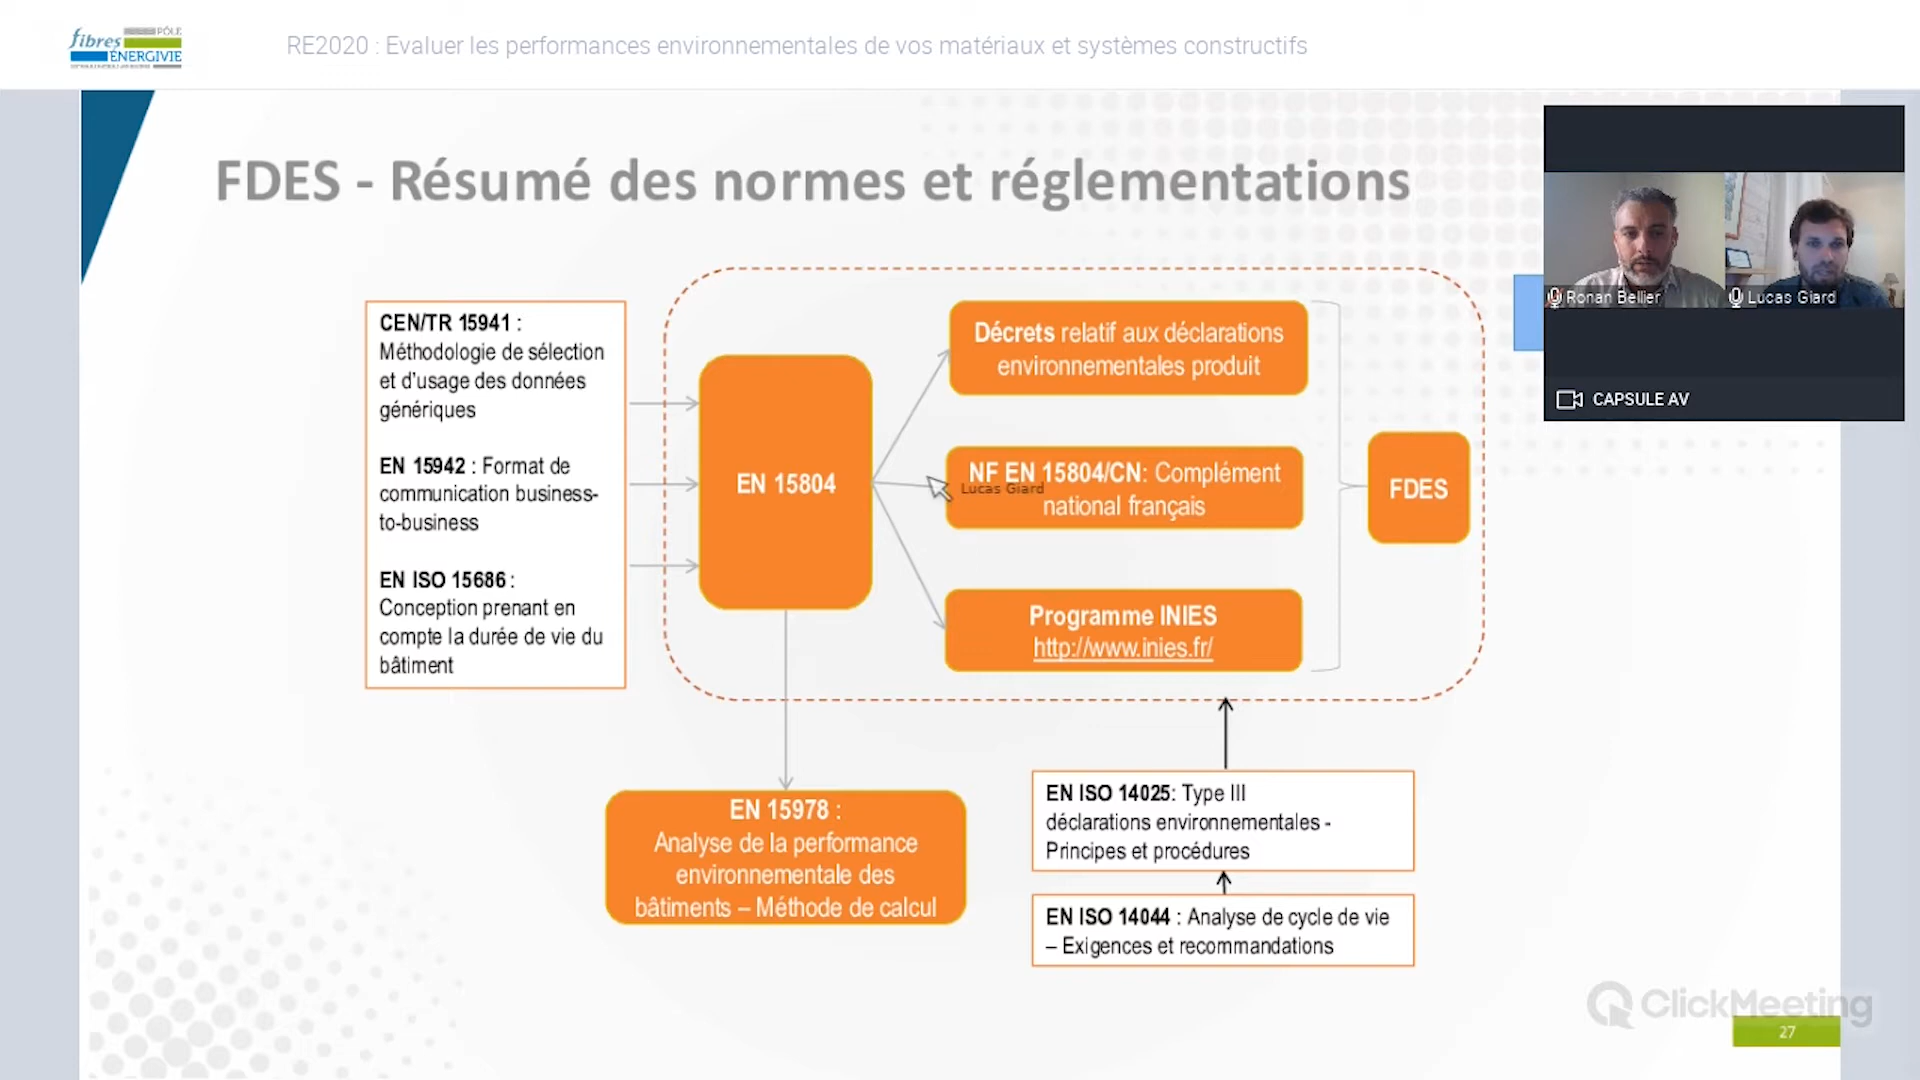 fibres
PÔLE
ÉNERGIVIE
RE2020 : Evaluer les performances environnementales de vos matériaux et systèmes constructifs
FDES - Résumé des normes et réglementations
CEN/TR 15941 :
Méthodologie de sélection
et d'usage des données
génériques
EN 15942 : Format de
communication business-
to-business
EN ISO 15686 :
Conception prenant en
compte la durée de vie du
bâtiment
EN 15804
Décrets relatif aux déclarations
environnementales produit
NF EN 15804/CN: Complément
national français
Lucas Giard
Programme INIES
http://www.inies.fr/
FDES
EN 15978 :
Analyse de la performance
environnementale des
bâtiments – Méthode de calcul
EN ISO 14025: Type III
déclarations environnementales -
Principes et procédures
EN ISO 14044 : Analyse de cycle de vie
– Exigences et recommandations
Ronan Bellier
Lucas Giard
CAPSULE AV
ClickMeeting
27